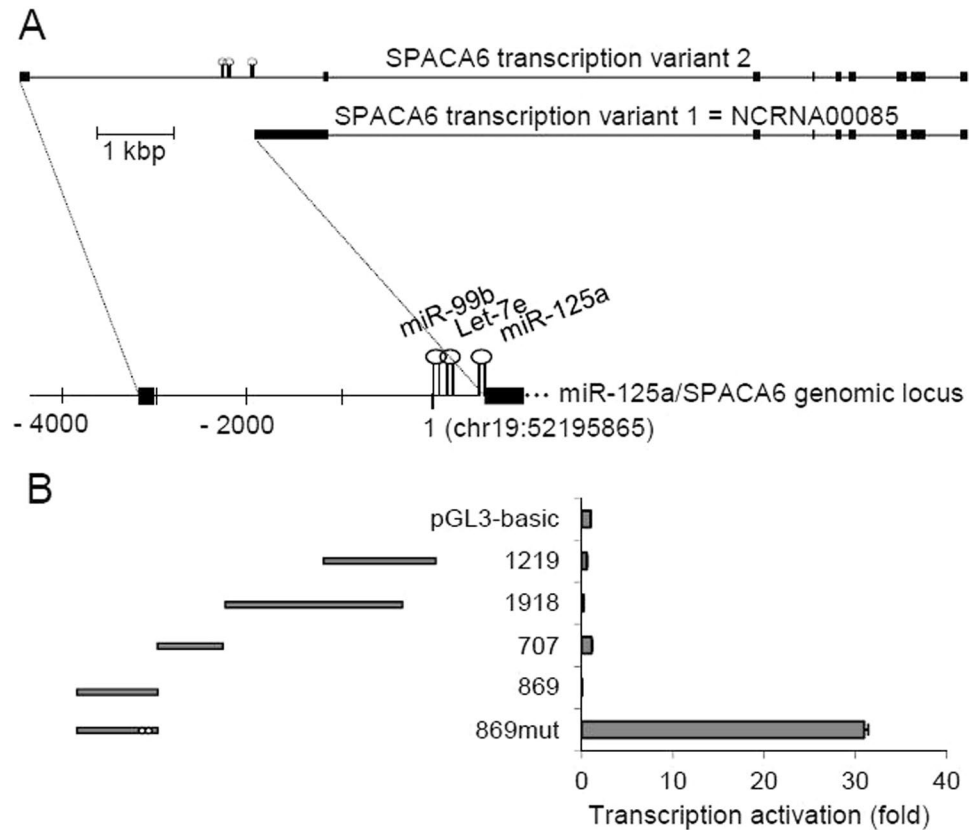 A
SPACA6 transcription variant 2
SPACA6 transcription variant 1 = NCRNA00085
1 kbp
miR-99b
Let-7e
miR-125a
miR-125a/SPACA6 genomic locus
- 4000
- 2000
1 (chr19:52195865)
B
pGL3-basic
1219
1918
707
869
869mut
0 10 20 30 40
Transcription activation (fold)